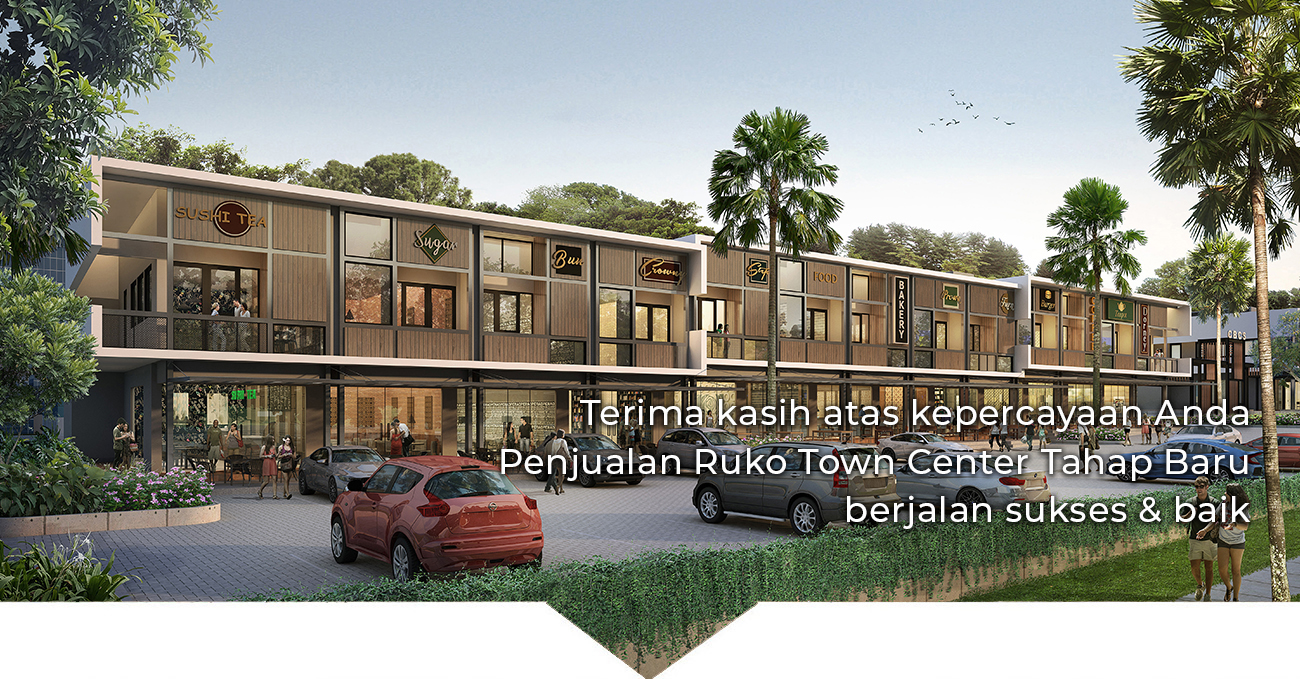 SUSHI TEA
Sugar
Bun
Crown
FOOD
BAKERY
Burger
Terima kasih atas kepercayaan Anda
Penjualan Ruko Town Center Tahap Baru
berjalan sukses & baik